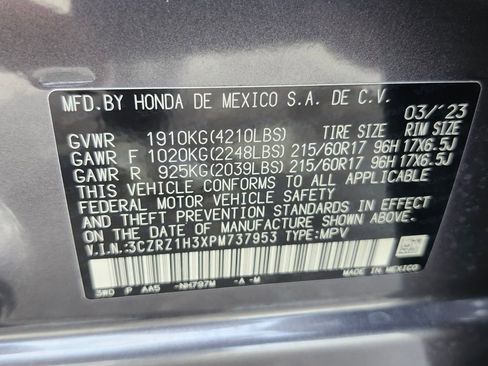 MFD.BY HONDA DE MEXICO S.A. DE C.V.
03/'23
GVWR 1910KG(4210LBS) TIRE SIZE RIM SIZE
GAWR F 1020KG(2248LBS) 215/60R17 96H 17X6.5J
GAWR R 925KG(2039LBS) 215/60R17 96H 17X6.5J
THIS VEHICLE CONFORMS TO ALL APPLICABLE
FEDERAL MOTOR VEHICLE SAFETY
STANDARDS IN EFFECT ON THE DATE
OF MANUFACTURE SHOWN ABOVE.
V.I.N.:3CZRZ1H3XPM737953 TYPE:MPV
3W0 P AA5 -NH797M -A -M
MADE IN MEXICO